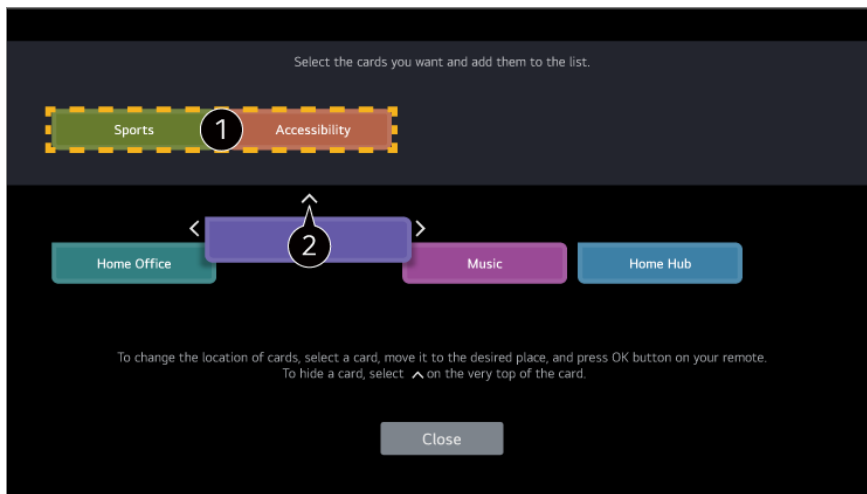 Select the cards you want and add them to the list.
Sports 1 Accessibility
2
Home Office Music Home Hub
To change the location of cards, select a card, move it to the desired place, and press OK button on your remote.
To hide a card, select ㅅ on the very top of the card.
Close